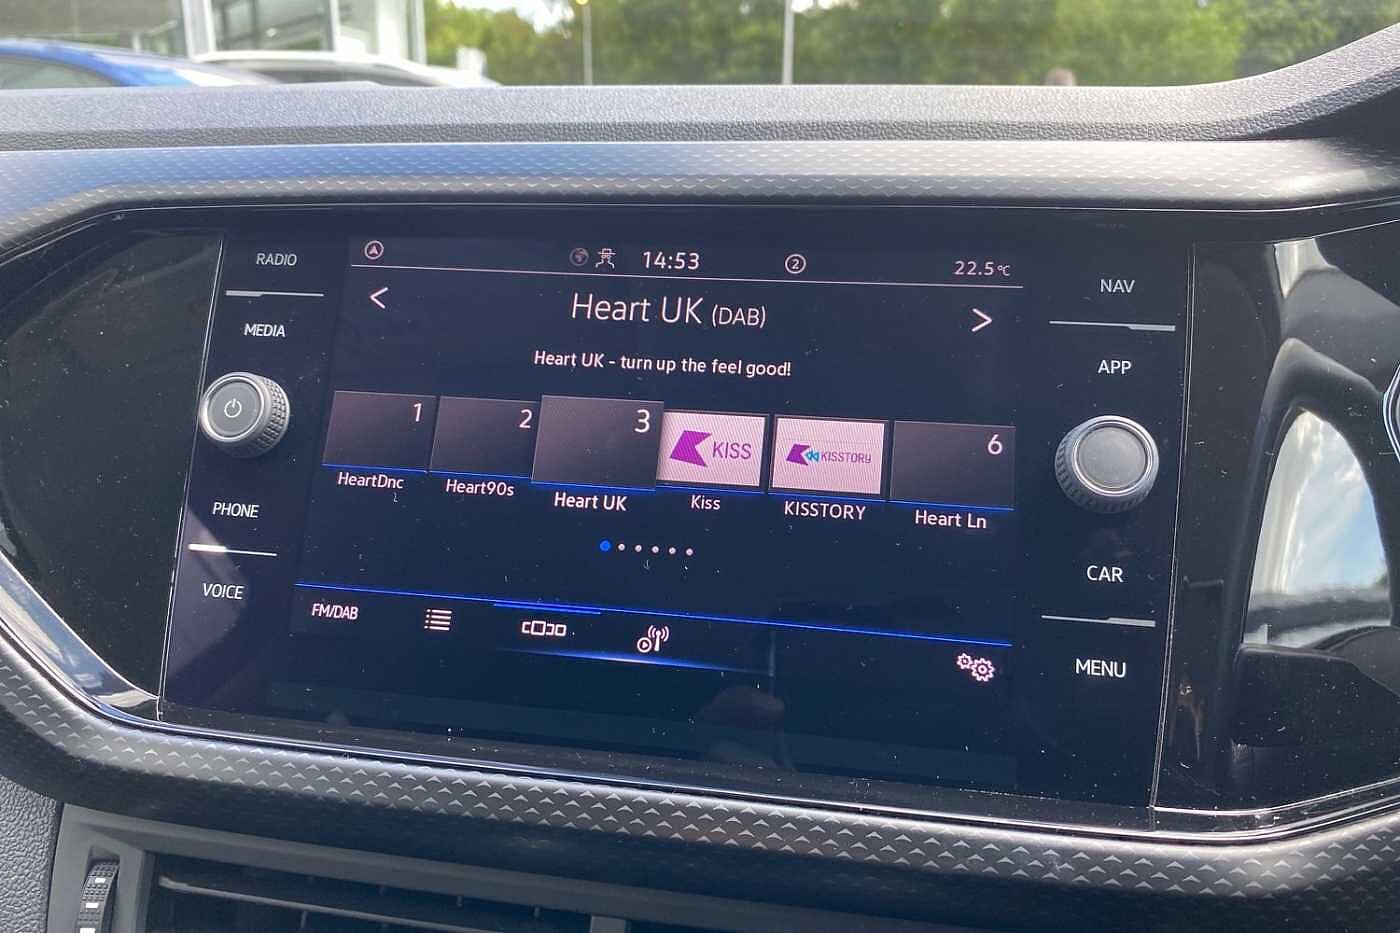 RADIO
MEDIA
PHONE
VOICE
14:53
2
22.5°C
Heart UK (DAB)
Heart UK - turn up the feel good!
1
2
3
KISS
KISSTORY
6
HeartDnc
Heart90s
Heart UK
Kiss
KISSTORY
Heart Ln
FM/DAB
NAV
APP
CAR
MENU